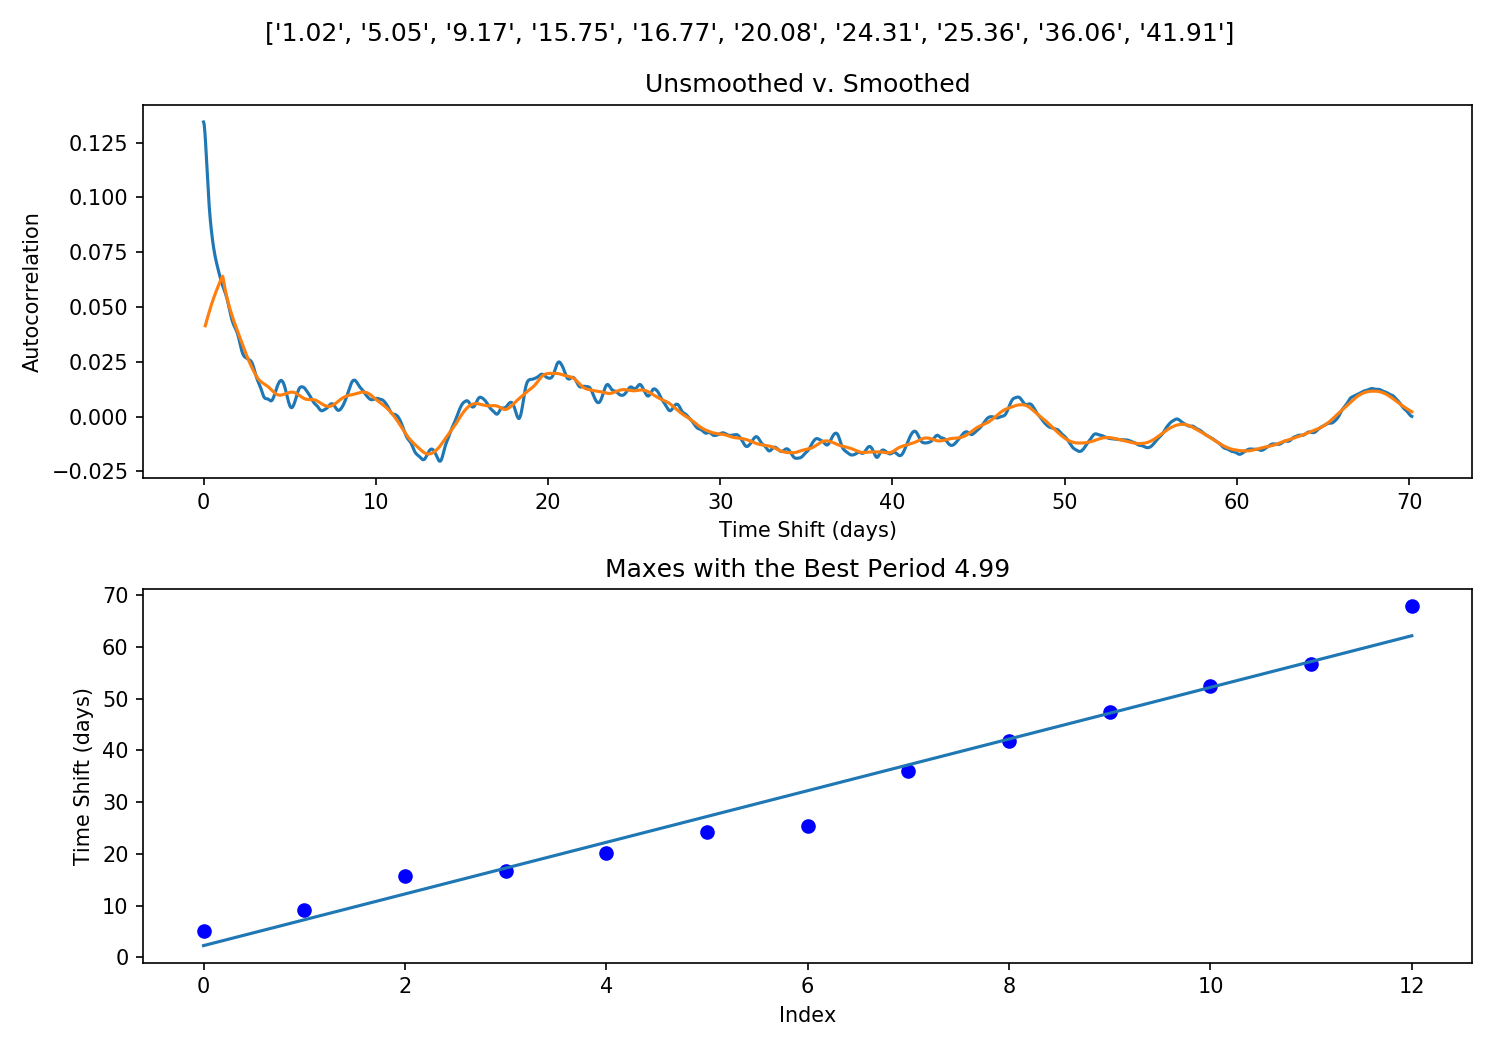 ['1.02', '5.05', '9.17', '15.75', '16.77', '20.08', '24.31', '25.36', '36.06', '41.91']
Unsmoothed v. Smoothed
Autocorrelation
0.125
0.100
0.075
0.050
0.025
0.000
−0.025
0 10 20 30 40 50 60 70
Time Shift (days)
Maxes with the Best Period 4.99
Time Shift (days)
70
60
50
40
30
20
10
0
0 2 4 6 8 10 12
Index